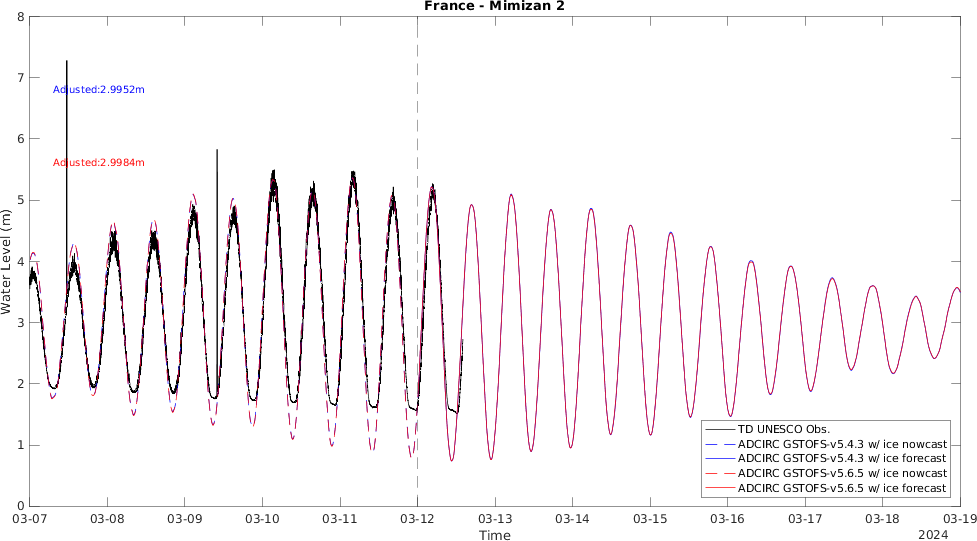 France - Mimizan 2
8
7
6
5
4
3
2
1
0
Water Level (m)
Adjusted:2.9952m
Adjusted:2.9984m
TD UNESCO Obs.
ADCIRC GSTOFS-v5.4.3 w/ ice nowcast
ADCIRC GSTOFS-v5.4.3 w/ ice forecast
ADCIRC GSTOFS-v5.6.5 w/ ice nowcast
ADCIRC GSTOFS-v5.6.5 w/ ice forecast
03-07 03-08 03-09 03-10 03-11 03-12 03-13 03-14 03-15 03-16 03-17 03-18 03-19
Time
2024